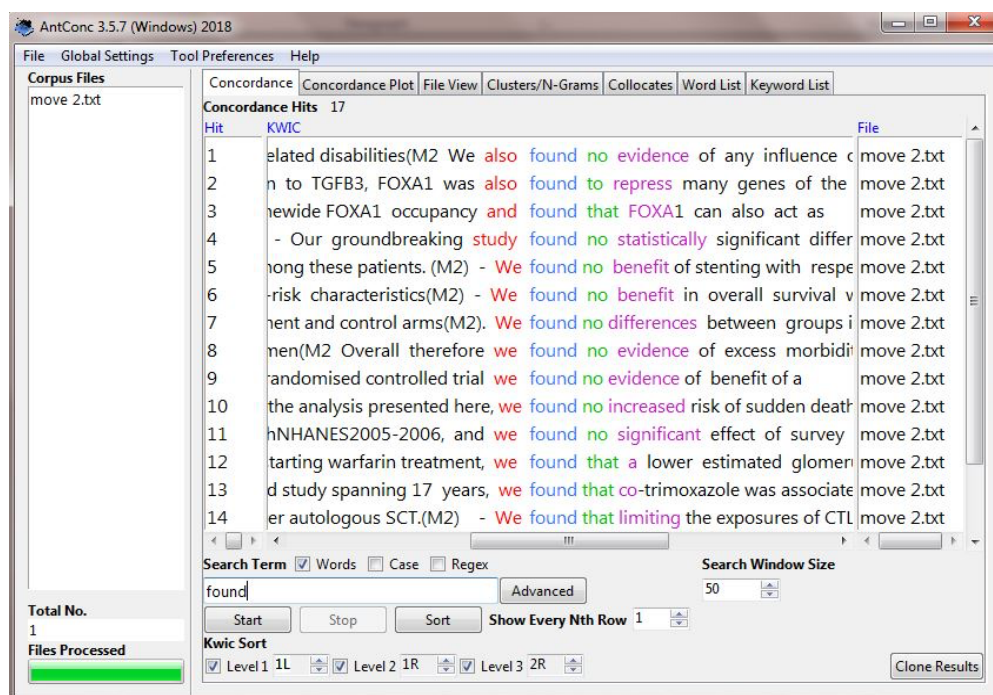 AntConc 3.5.7 (Windows) 2018
File Global Settings Tool Preferences Help
Corpus Files
move 2.txt
Concordance Concordance Plot File View Clusters/N-Grams Collocates Word List Keyword List
Concordance Hits 17
Hit KWIC File
1 elated disabilities(M2 We also found no evidence of any influence move 2.txt
2 n to TGFB3, FOXA1 was also found to repress many genes of the move 2.txt
3 newide FOXA1 occupancy and found that FOXA1 can also act as move 2.txt
4 - Our groundbreaking study found no statistically significant differ move 2.txt
5 nong these patients. (M2) - We found no benefit of stenting with respe move 2.txt
6 -risk characteristics(M2) - We found no benefit in overall survival move 2.txt
7 nent and control arms(M2). We found no differences between groups i move 2.txt
8 men(M2 Overall therefore we found no evidence of excess morbidit move 2.txt
9 randomised controlled trial we found no evidence of benefit of a move 2.txt
10 the analysis presented here, we found no increased risk of sudden death move 2.txt
11 hNHANES2005-2006, and we found no significant effect of survey move 2.txt
12 tarting warfarin treatment, we found that a lower estimated glomer move 2.txt
13 d study spanning 17 years, we found that co-trimoxazole was associate move 2.txt
14 er autologous SCT.(M2) - We found that limiting the exposures of CTL move 2.txt
Search Term Words Case Regex Search Window Size
found Advanced 50
Total No.
1
Start Stop Sort Show Every Nth Row 1
Files Processed
Kwic Sort
Level 1 1L Level 2 1R Level 3 2R Clone Results